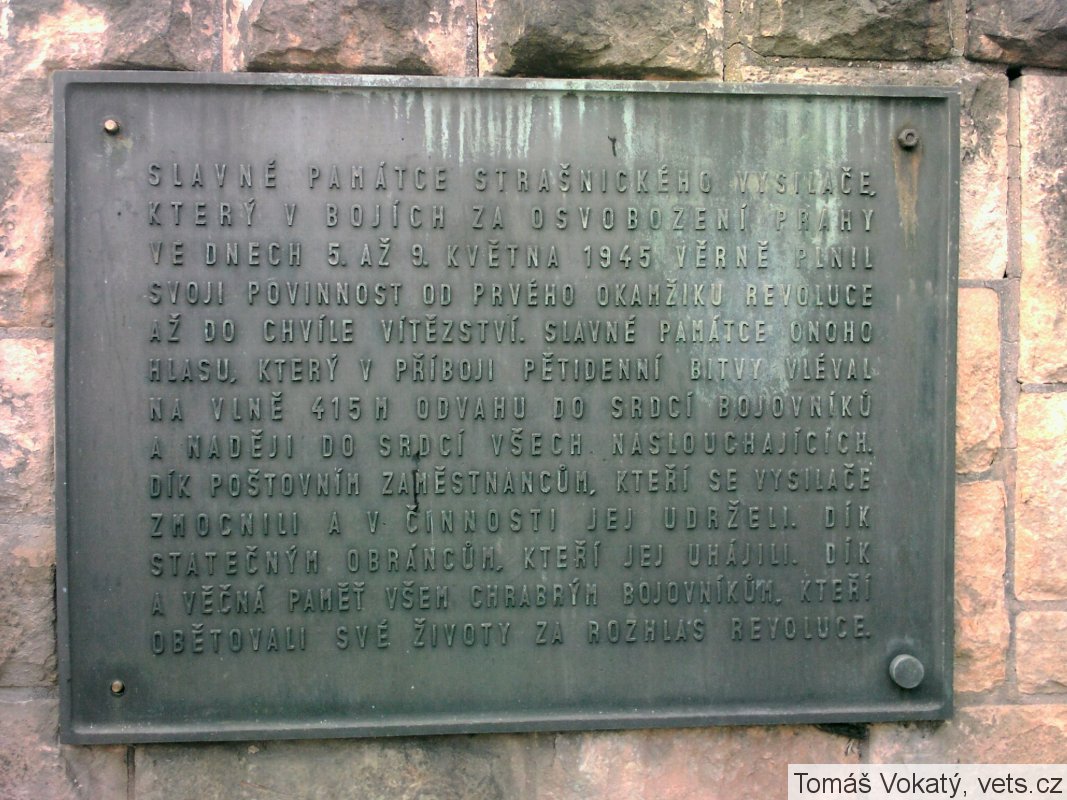 SLAVNÉ PAMÁTCE STRAŠNICKÉHO VYSILAČE,
KTERÝ V BOJÍCH ZA OSVOBOZENÍ PRAHY
VE DNECH 5. AŽ 9. KVĚTNA 1945 VĚRNĚ PLNIL
SVOJI POVINNOST OD PRVÉHO OKAMŽIKU REVOLUCE
AŽ DO CHVÍLE VÍTĚZSTVÍ. SLAVNÉ PAMÁTCE ONOHO
HLASU, KTERÝ V PŘÍBOJI PĚTIDENNÍ BITVY VLÉVAL
NA VLNĚ 415 M ODVAHU DO SRDCÍ BOJOVNÍKŮ
A NADĚJI DO SRDCÍ VŠECH NASLOUCHAJÍCÍCH.
DÍK POŠTOVNÍM ZAMĚSTNANCŮM, KTEŘÍ SE VYSILAČE
ZMOCNILI A V ČINNOSTI JEJ UDRŽELI. DÍK
STATEČNÝM OBRÁNCŮM, KTEŘÍ JEJ UHÁJILI. DÍK
A VĚČNÁ PAMĚŤ VŠEM CHRABRÝM BOJOVNÍKŮM, KTEŘÍ
OBĚTOVALI SVÉ ŽIVOTY ZA ROZHLAS REVOLUCE.
Tomáš Vokatý, vets.cz